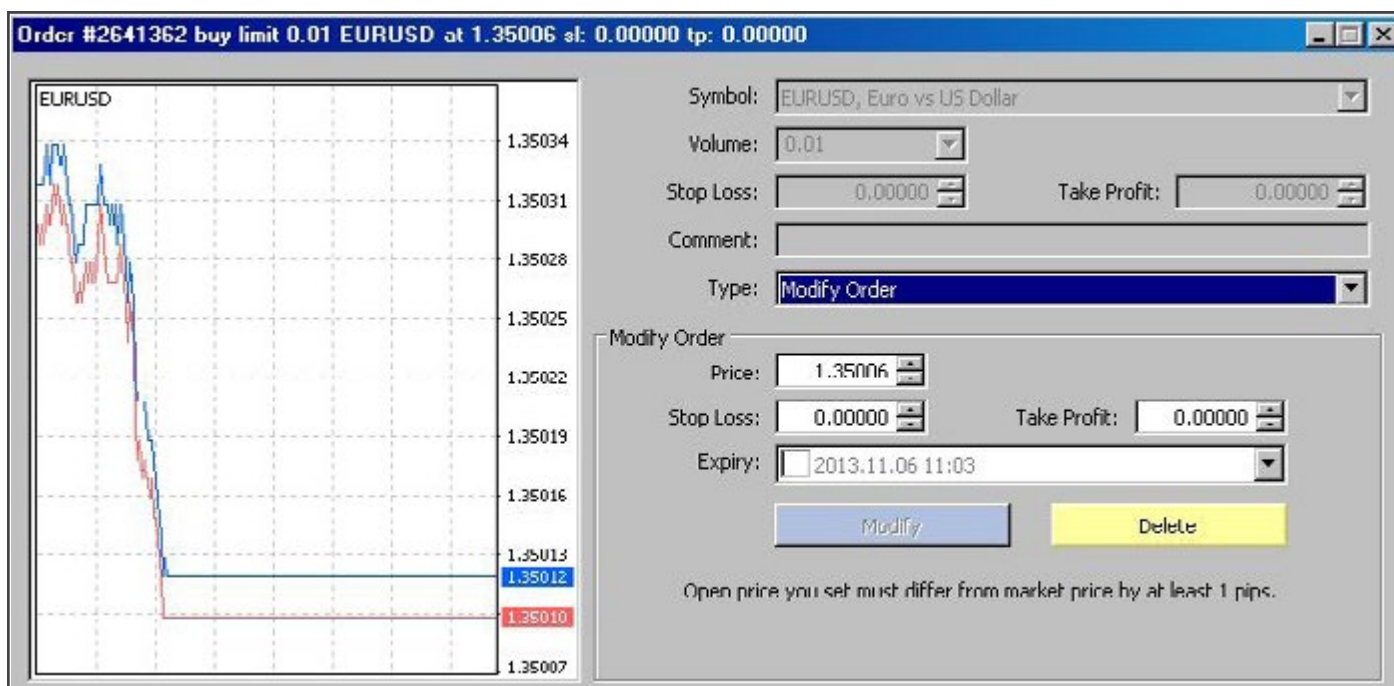 Order #2641362 buy limit 0.01 EURUSD at 1.35006 sl: 0.00000 tp: 0.00000
EURUSD
1.35034
1.35031
1.35028
1.35025
1.35022
1.35019
1.35016
1.35013
1.35012
1.35010
1.35007
Symbol: EURUSD, Euro vs US Dollar
Volume: 0.01
Stop Loss: 0.00000 Take Profit: 0.00000
Comment:
Type: Modify Order
Modify Order
Price: 1.35006
Stop Loss: 0.00000 Take Profit: 0.00000
Expiry: 2013.11.06 11:03
Modify Delete
Open price you set must differ from market price by at least 1 pips.